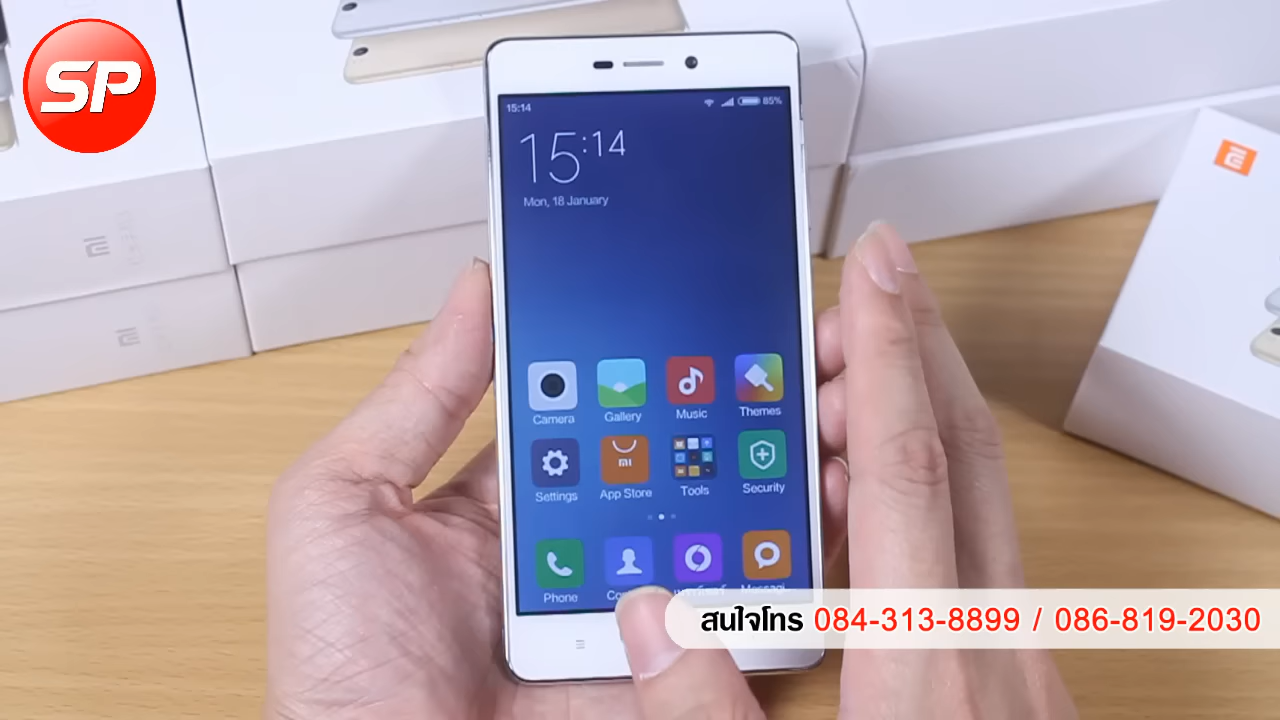 SP
15:14
85%
15:14
Mon, 18 January
Camera
Gallery
Music
Themes
mi
Settings
App Store
Tools
Security
Phone
สนใจโทร 084-313-8899 / 086-819-2030